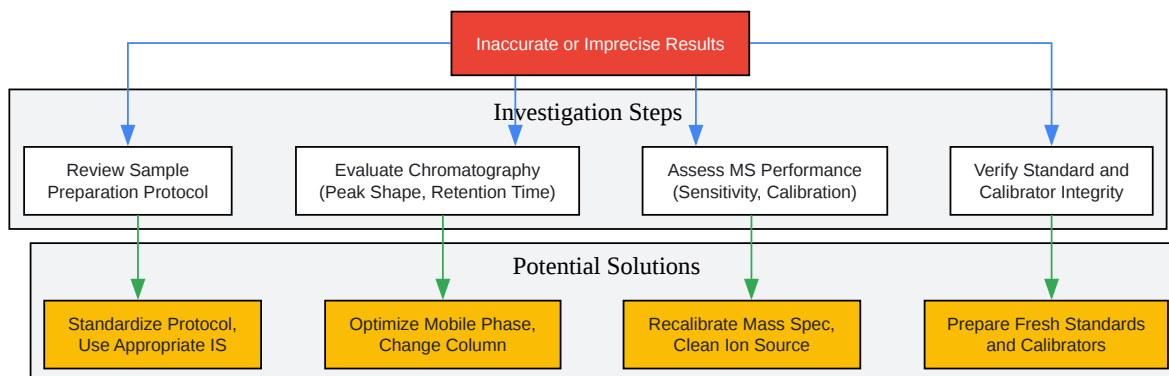 Inaccurate or Imprecise Results
Investigation Steps
Review Sample
Preparation Protocol
Evaluate Chromatography
(Peak Shape, Retention Time)
Assess MS Performance
(Sensitivity, Calibration)
Verify Standard and
Calibrator Integrity
Potential Solutions
Standardize Protocol,
Use Appropriate IS
Optimize Mobile Phase,
Change Column
Recalibrate Mass Spec,
Clean Ion Source
Prepare Fresh Standards
and Calibrators